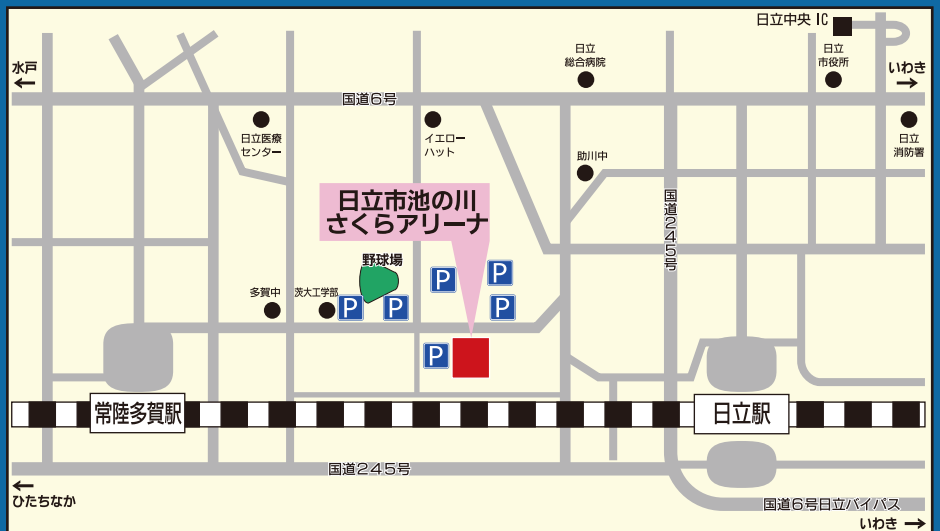 日立中央 IC
水戸
←
日立
総合病院
日立
市役所
いわき
→
国道6号
日立医療
センター
イエロー
ハット
日立
消防署
助川中
日立市池の川
さくらアリーナ
国道245号
野球場
P
P
多賀中
茨大工学部
P
P
P
P
常陸多賀駅
日立駅
国道245号
←
ひたちなか
国道6号日立バイパス
いわき →